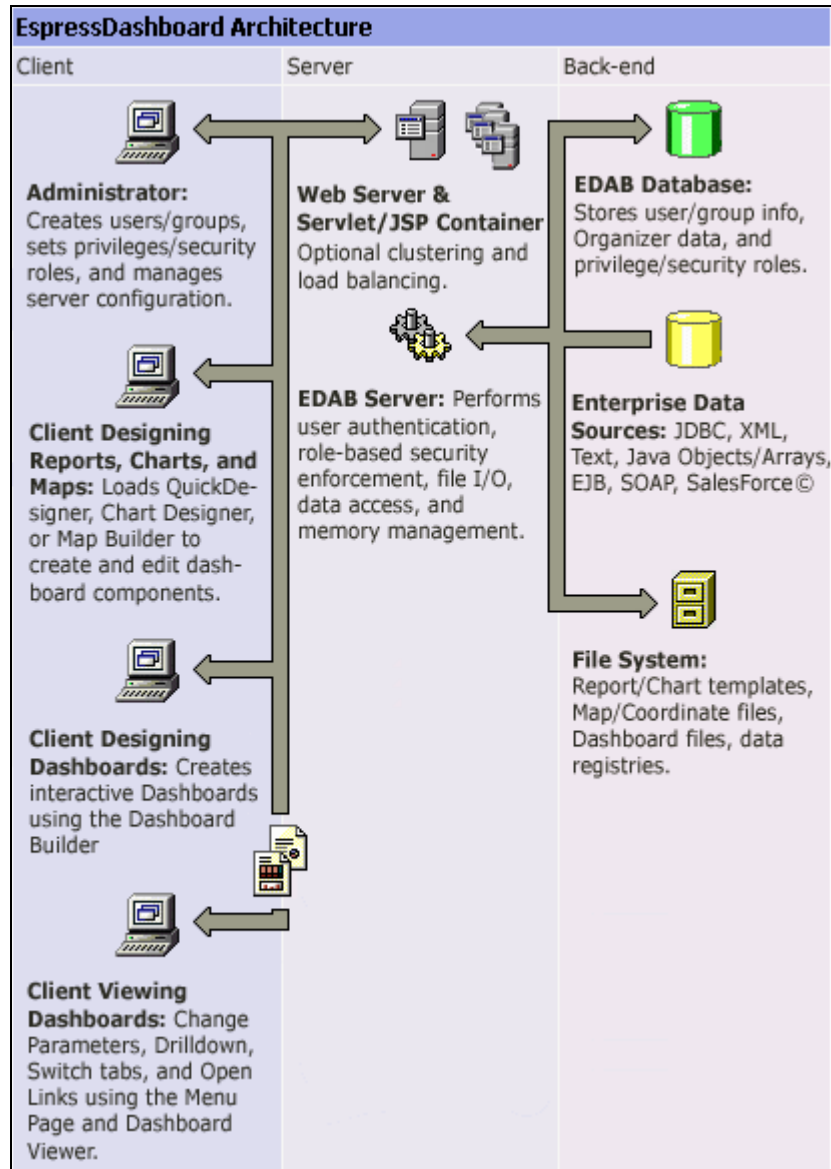 EspressDashboard Architecture
Client
Server
Back-end
Administrator:
Creates users/groups,
sets privileges/security
roles, and manages
server configuration.
Client Designing
Reports, Charts, and
Maps: Loads QuickDe-
signer, Chart Designer,
or Map Builder to
create and edit dash-
board components.
Client Designing
Dashboards: Creates
interactive Dashboards
using the Dashboard
Builder
Client Viewing
Dashboards: Change
Parameters, Drilldown,
Switch tabs, and Open
Links using the Menu
Page and Dashboard
Viewer.
Web Server &
Servlet/JSP Container
Optional clustering and
load balancing.
EDAB Server: Performs
user authentication,
role-based security
enforcement, file I/O,
data access, and
memory management.
EDAB Database:
Stores user/group info,
Organizer data, and
privilege/security roles.
Enterprise Data
Sources: JDBC, XML,
Text, Java Objects/Arrays,
EJB, SOAP, SalesForce©
File System:
Report/Chart templates,
Map/Coordinate files,
Dashboard files, data
registries.